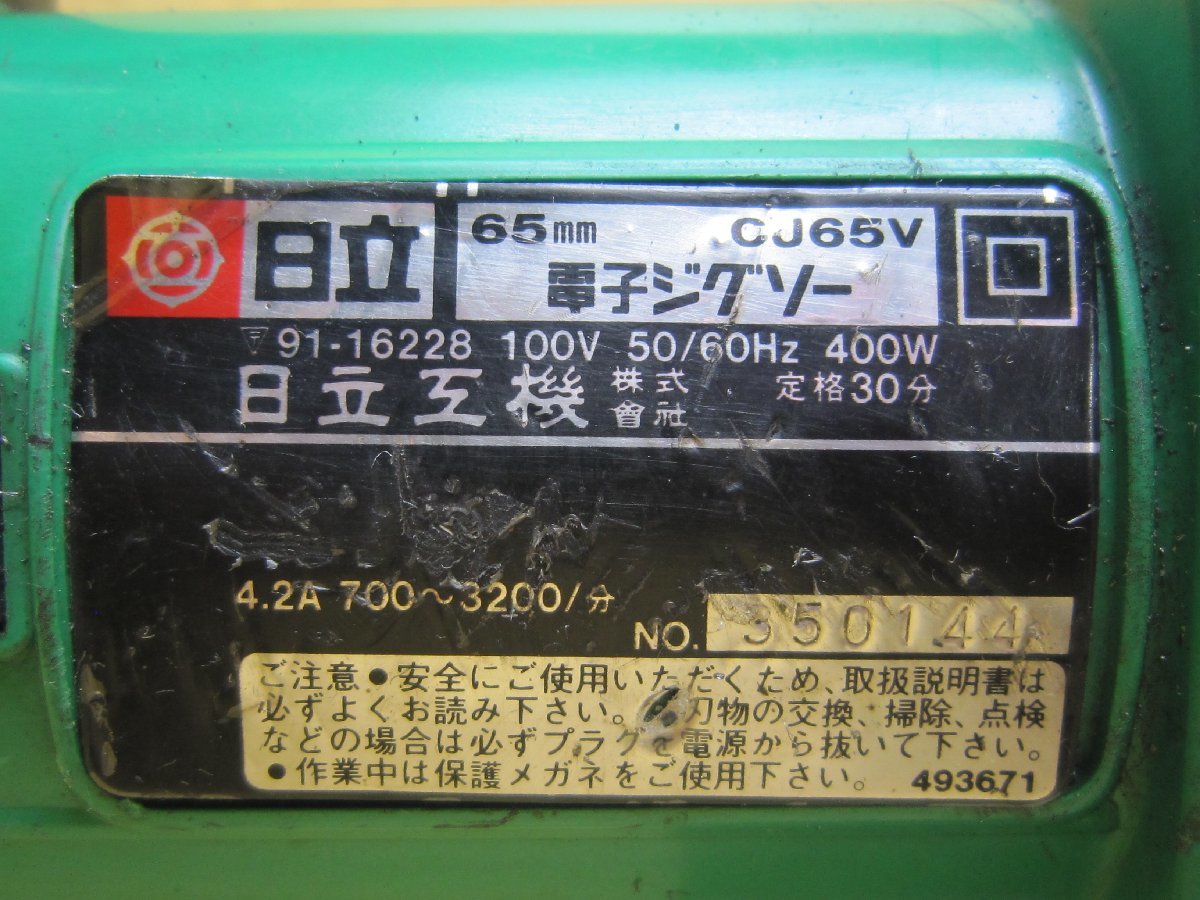 日立
65mm CJ65V
電子ジグソー
91-16228 100V 50/60Hz 400W
日立工機 株式會社 定格30分
4.2A 700～3200/分
NO. 350144
ご注意 ●安全にご使用いただくため、取扱説明書は
必ずよくお読み下さい。 刃物の交換、掃除、点検
などの場合は必ずプラグを電源から抜いて下さい。
●作業中は保護メガネをご使用下さい。 493671